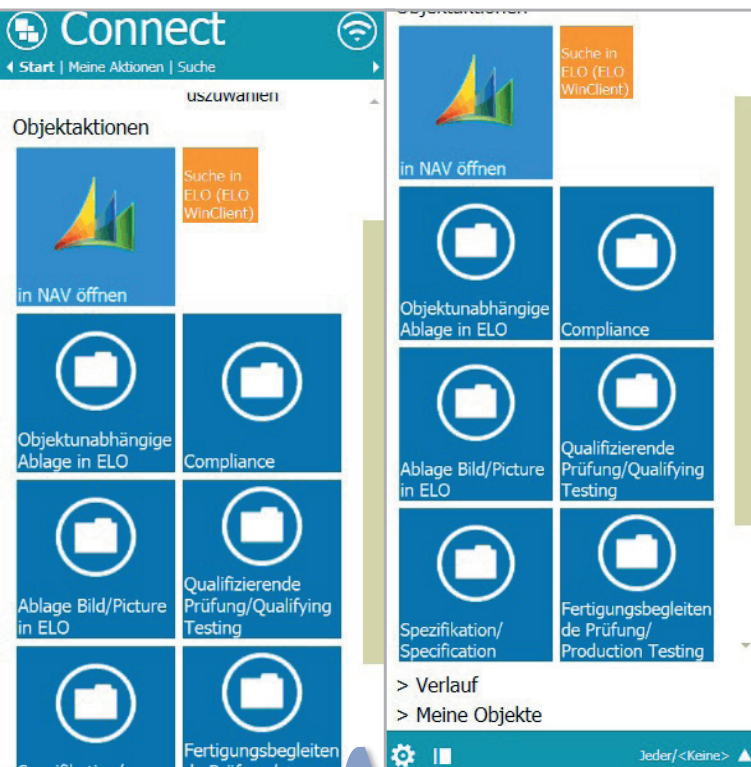 Connect
Start | Meine Aktionen | Suche
uszuwählen
Objektaktionen
in NAV öffnen
Suche in
ELO (ELO
WinClient)
Objektunabhängige
Ablage in ELO
Compliance
Ablage Bild/Picture
in ELO
Qualifizierende
Prüfung/Qualifying
Testing
Fertigungsbegleiten
in NAV öffnen
Suche in
ELO (ELO
WinClient)
Objektunabhängige
Ablage in ELO
Compliance
Ablage Bild/Picture
in ELO
Qualifizierende
Prüfung/Qualifying
Testing
Spezifikation/
Specification
Fertigungsbegleiten
de Prüfung/
Production Testing
> Verlauf
> Meine Objekte
Jeder/<Keine>